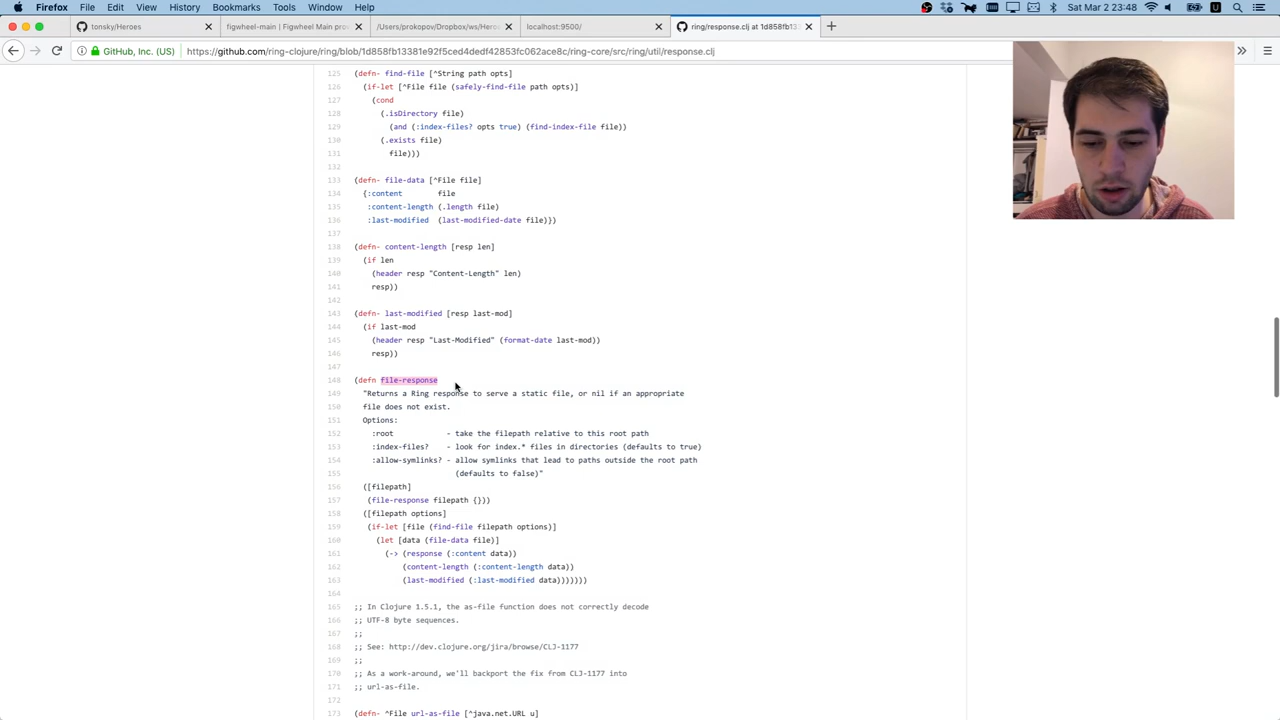 Firefox File Edit View History Bookmarks Tools Window Help
Sat Mar 2 23:48
tonsky/Heroes
figwheel-main | Figwheel Main pro
/Users/prokopov/Dropbox/ws/Hero
localhost:9500/
ring/response.clj at 1d858fb13
GitHub, Inc. (US)
https://github.com/ring-clojure/ring/blob/1d858fb13381e92f5ced4dedf42853fc062ace8c/ring-core/src/ring/util/response.clj
125 (defn- find-file [^String path opts]
126 (if-let [^File file (safely-find-file path opts)]
127 (cond
128 (.isDirectory file)
129 (and (:index-files? opts true) (find-index-file file))
130 (.exists file)
131 file)))
132
133 (defn- file-data [^File file]
134 {:content file
135 :content-length (.length file)
136 :last-modified (last-modified-date file)})
137
138 (defn- content-length [resp len]
139 (if len
140 (header resp "Content-Length" len)
141 resp))
142
143 (defn- last-modified [resp last-mod]
144 (if last-mod
145 (header resp "Last-Modified" (format-date last-mod))
146 resp))
147
148 (defn file-response
149 "Returns a Ring response to serve a static file, or nil if an appropriate
150 file does not exist.
151 Options:
152 :root - take the filepath relative to this root path
153 :index-files? - look for index.* files in directories (defaults to true)
154 :allow-symlinks? - allow symlinks that lead to paths outside the root path
155 (defaults to false)"
156 ([filepath]
157 (file-response filepath {}))
158 ([filepath options]
159 (if-let [file (find-file filepath options)]
160 (let [data (file-data file)]
161 (-> (response (:content data))
162 (content-length (:content-length data))
163 (last-modified (:last-modified data)))))))
164
165 ;; In Clojure 1.5.1, the as-file function does not correctly decode
166 ;; UTF-8 byte sequences.
167 ;;
168 ;; See: http://dev.clojure.org/jira/browse/CLJ-1177
169 ;;
170 ;; As a work-around, we'll backport the fix from CLJ-1177 into
171 ;; url-as-file.
172
173 (defn- ^File url-as-file [^java.net.URL u]